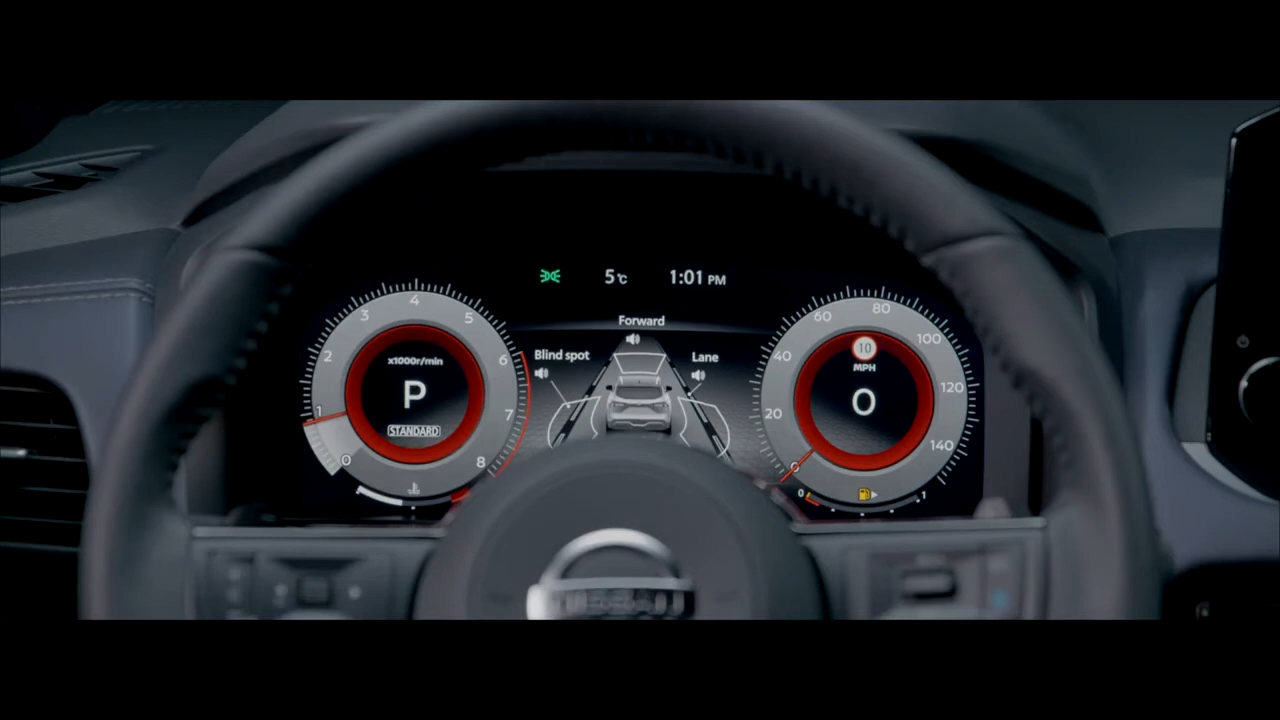 5°C 1:01 PM
Forward
Blind spot
Lane
0 1 2 3 4 5 6 7 8
x1000r/min
P
STANDARD
0 20 40 60 80 100 120 140
10
MPH
0
0 1